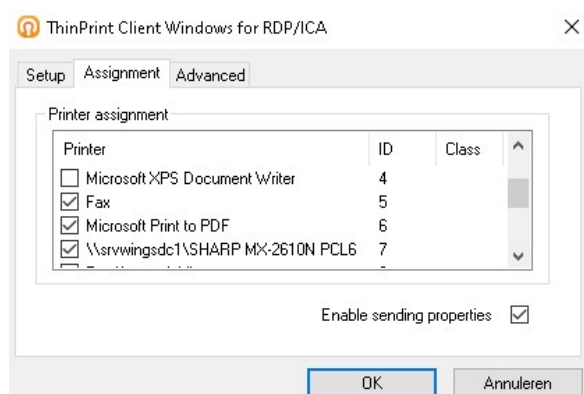 ThinPrint Client Windows for RDP/ICA
Setup Assignment Advanced
Printer assignment
Printer ID Class
Microsoft XPS Document Writer 4
Fax 5
Microsoft Print to PDF 6
\\srvwingsdc1\SHARP MX-2610N PCL6 7
Enable sending properties
OK Annuleren